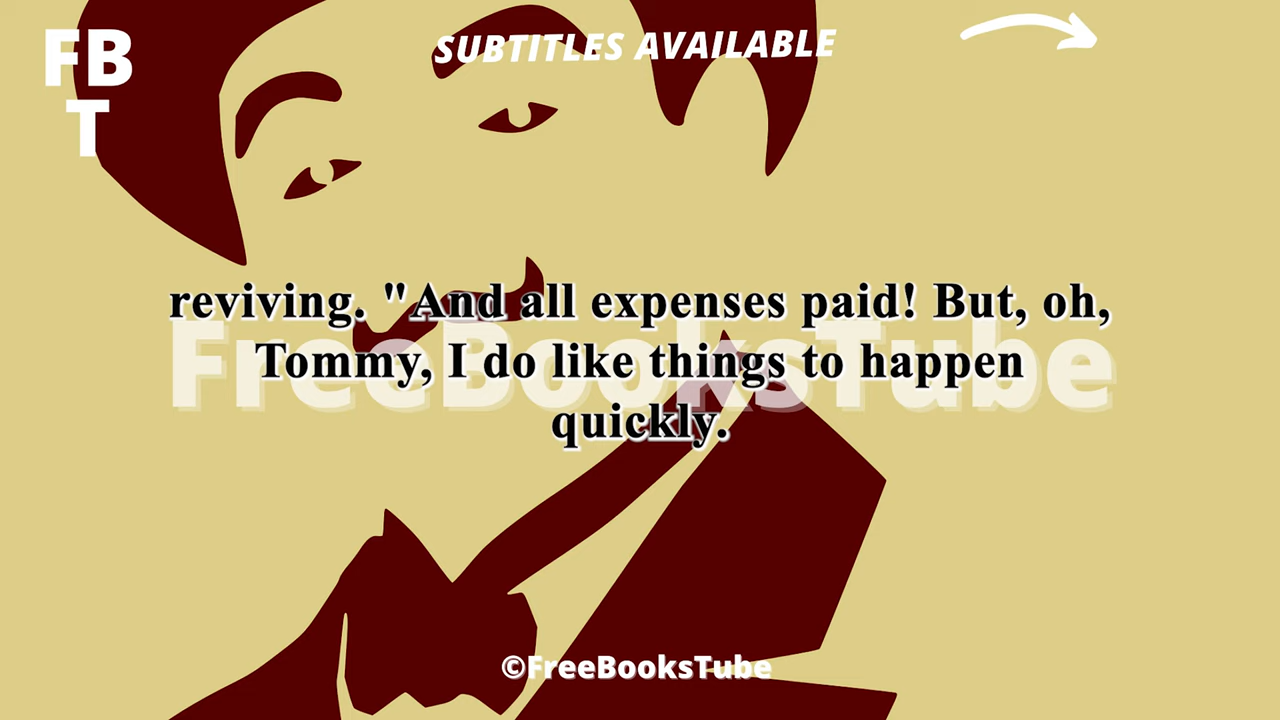 FB
T
SUBTITLES AVAILABLE
reviving. "And all expenses paid! But, oh,
Tommy, I do like things to happen
quickly.
FreeBooksTube
©FreeBooksTube